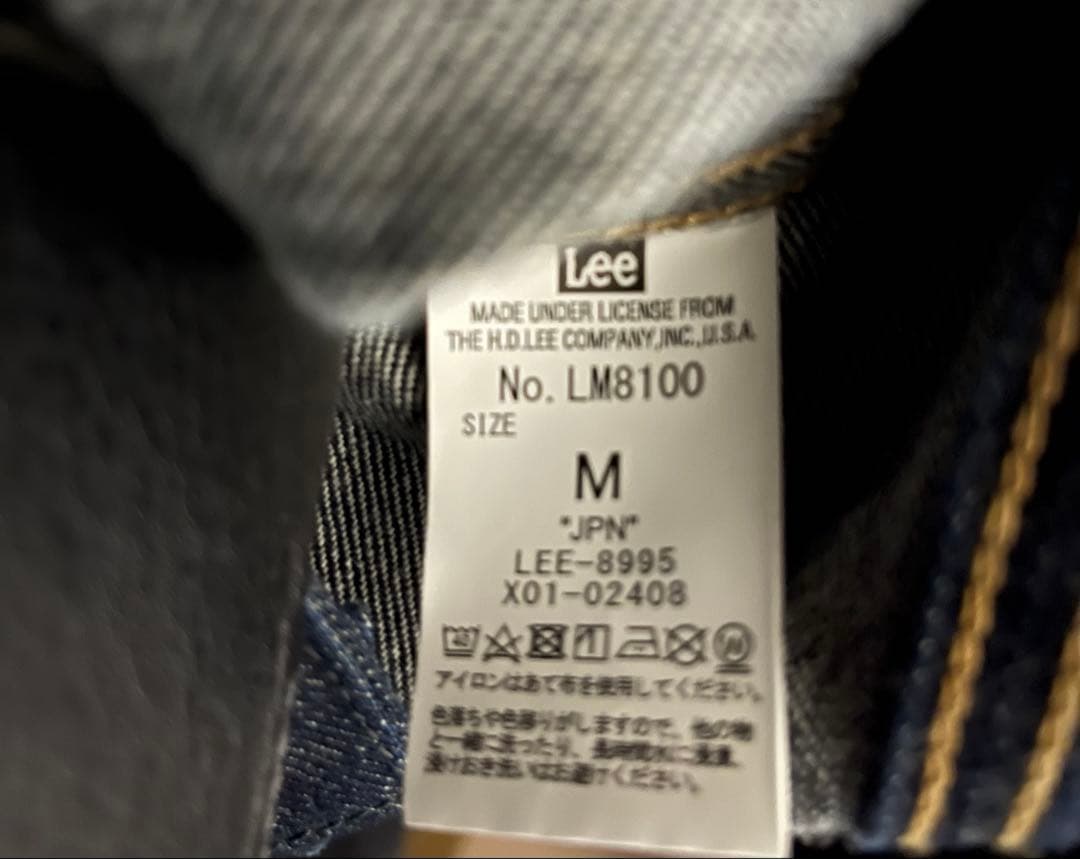 Lee
MADE UNDER LICENSE FROM
THE H.D.LEE COMPANY,INC.,U.S.A.
No. LM8100
SIZE
M
"JPN"
LEE-8995
X01-02408
アイロンはあて布を使用してください。
色落ちや色移りがしますので、他の物
と一緒に洗ったり、長時間水に浸漬、
つけおき洗いはお避けください。